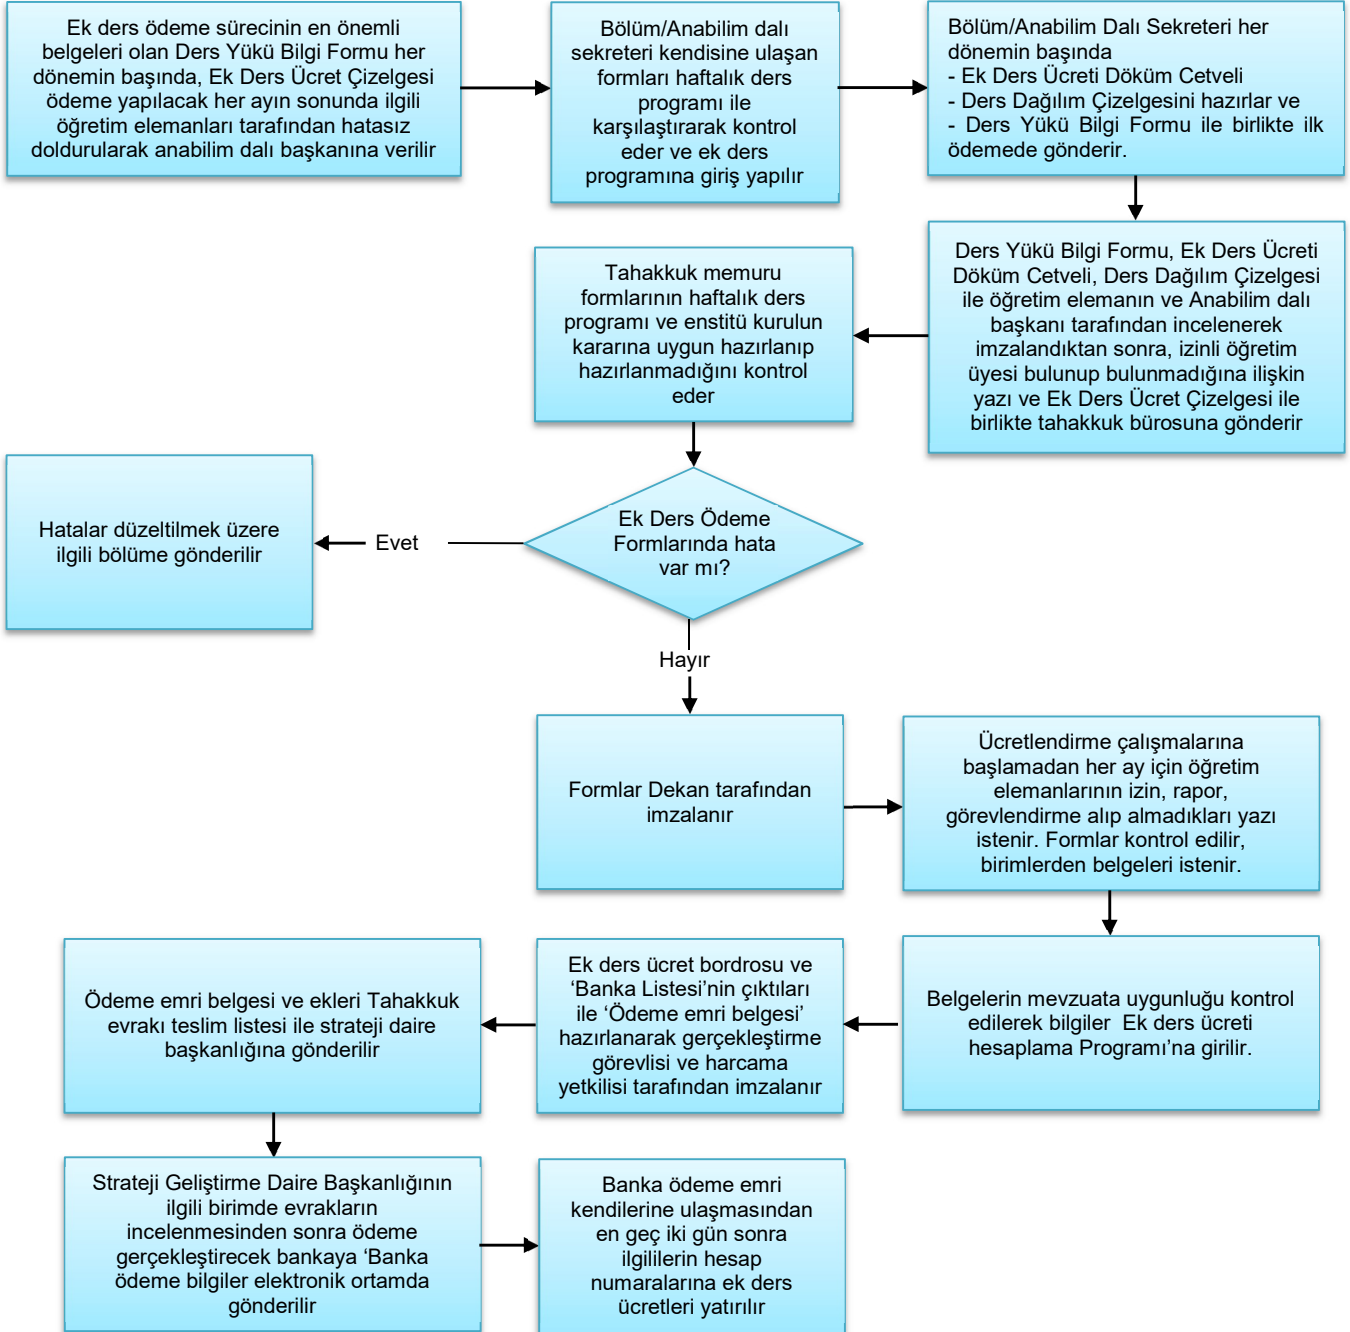 Ek ders ödeme sürecinin en önemli
belgeleri olan Ders Yükü Bilgi Formu her
dönemin başında, Ek Ders Ücret Çizelgesi
ödeme yapılacak her ayın sonunda ilgili
öğretim elemanları tarafından hatasız
doldurularak anabilim dalı başkanına verilir
Bölüm/Anabilim dalı
sekreteri kendisine ulaşan
formları haftalık ders
programı ile
karşılaştırarak kontrol
eder ve ek ders
programına giriş yapılır
Bölüm/Anabilim Dalı Sekreteri her
dönemin başında
- Ek Ders Ücreti Döküm Cetveli
- Ders Dağılım Çizelgesini hazırlar ve
- Ders Yükü Bilgi Formu ile birlikte ilk
ödemede gönderir.
Ders Yükü Bilgi Formu, Ek Ders Ücreti
Döküm Cetveli, Ders Dağılım Çizelgesi
ile öğretim elemanın ve Anabilim dalı
başkanı tarafından incelenerek
imzalandıktan sonra, izinli öğretim
üyesi bulunup bulunmadığına ilişkin
yazı ve Ek Ders Ücret Çizelgesi ile
birlikte tahakkuk bürosuna gönderir
Tahakkuk memuru
formlarının haftalık ders
programı ve enstitü kurulun
kararına uygun hazırlanıp
hazırlanmadığını kontrol
eder
Ek Ders Ödeme
Formlarında hata
var mı?
Evet
Hatalar düzeltilmek üzere
ilgili bölüme gönderilir
Hayır
Formlar Dekan tarafından
imzalanır
Ücretlendirme çalışmalarına
başlamadan her ay için öğretim
elemanlarının izin, rapor,
görevlendirme alıp almadıkları yazı
istenir. Formlar kontrol edilir,
birimlerden belgeleri istenir.
Belgelerin mevzuata uygunluğu kontrol
edilerek bilgiler  Ek ders ücreti
hesaplama Programı’na girilir.
Ek ders ücret bordrosu ve
‘Banka Listesi’nin çıktıları
ile ‘Ödeme emri belgesi’
hazırlanarak gerçekleştirme
görevlisi ve harcama
yetkilisi tarafından imzalanır
Ödeme emri belgesi ve ekleri Tahakkuk
evrakı teslim listesi ile strateji daire
başkanlığına gönderilir
Strateji Geliştirme Daire Başkanlığının
ilgili birimde evrakların
incelenmesinden sonra ödeme
gerçekleştirecek bankaya ‘Banka
ödeme bilgiler elektronik ortamda
gönderilir
Banka ödeme emri
kendilerine ulaşmasından
en geç iki gün sonra
ilgililerin hesap
numaralarına ek ders
ücretleri yatırılır